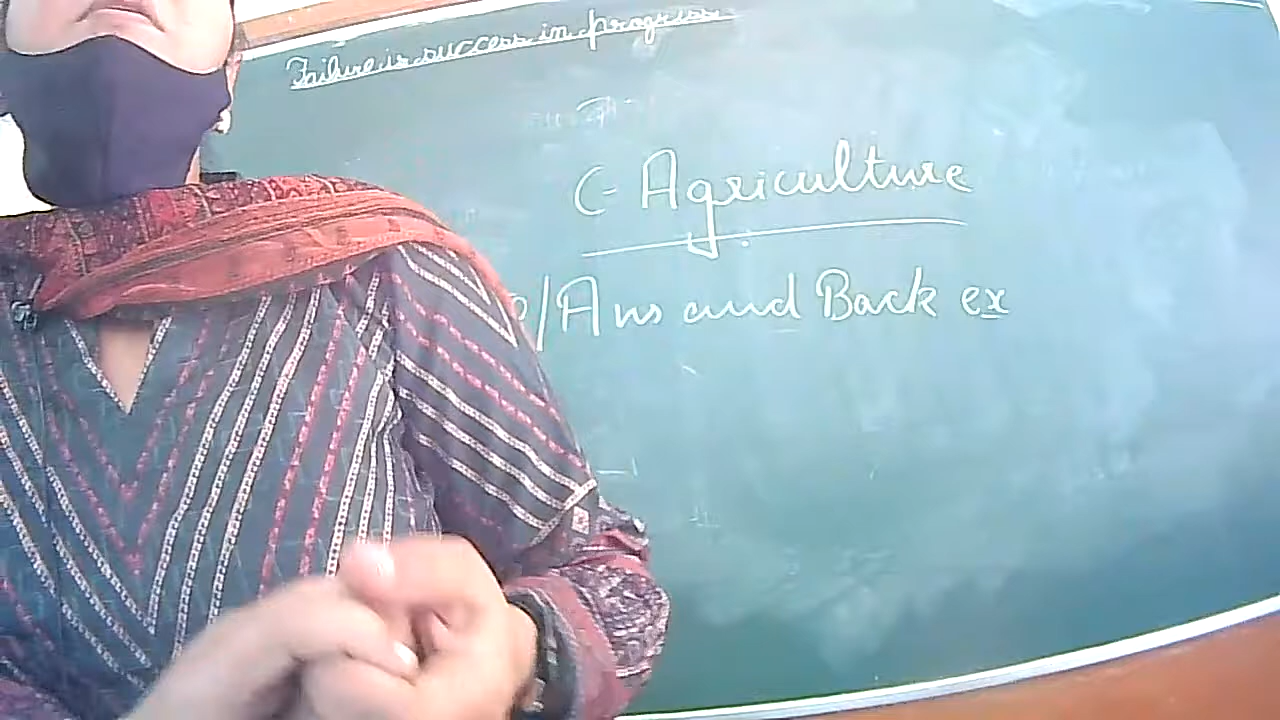 Failure is success in progress
C- Agriculture
/Ans and Back ex